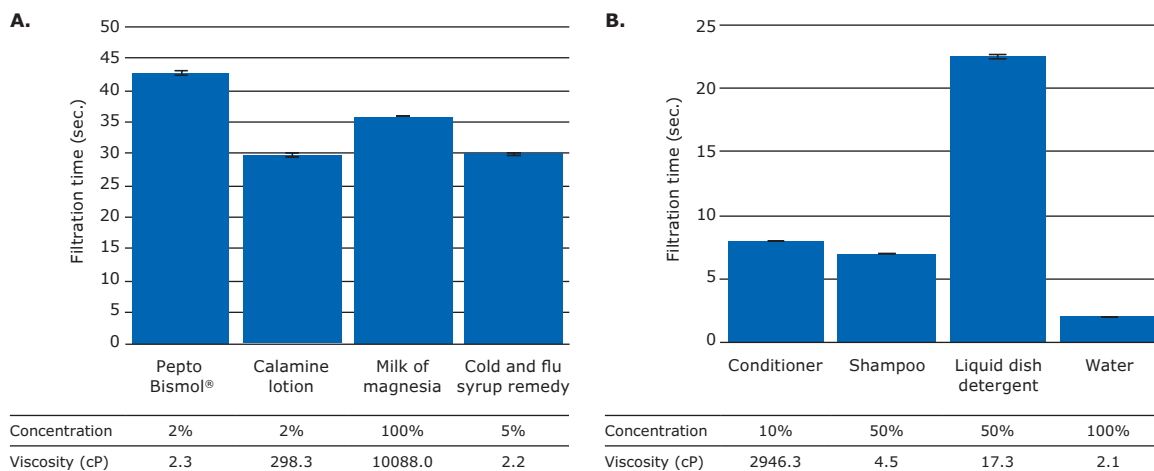 A.
Filtration time (sec.)
50
45
40
35
30
25
20
15
10
5
0
Pepto Bismol®
Calamine lotion
Milk of magnesia
Cold and flu syrup remedy
Concentration 2% 2% 100% 5%
Viscosity (cP) 2.3 298.3 10088.0 2.2
B.
Filtration time (sec.)
25
20
15
10
5
0
Conditioner
Shampoo
Liquid dish detergent
Water
Concentration 10% 50% 50% 100%
Viscosity (cP) 2946.3 4.5 17.3 2.1